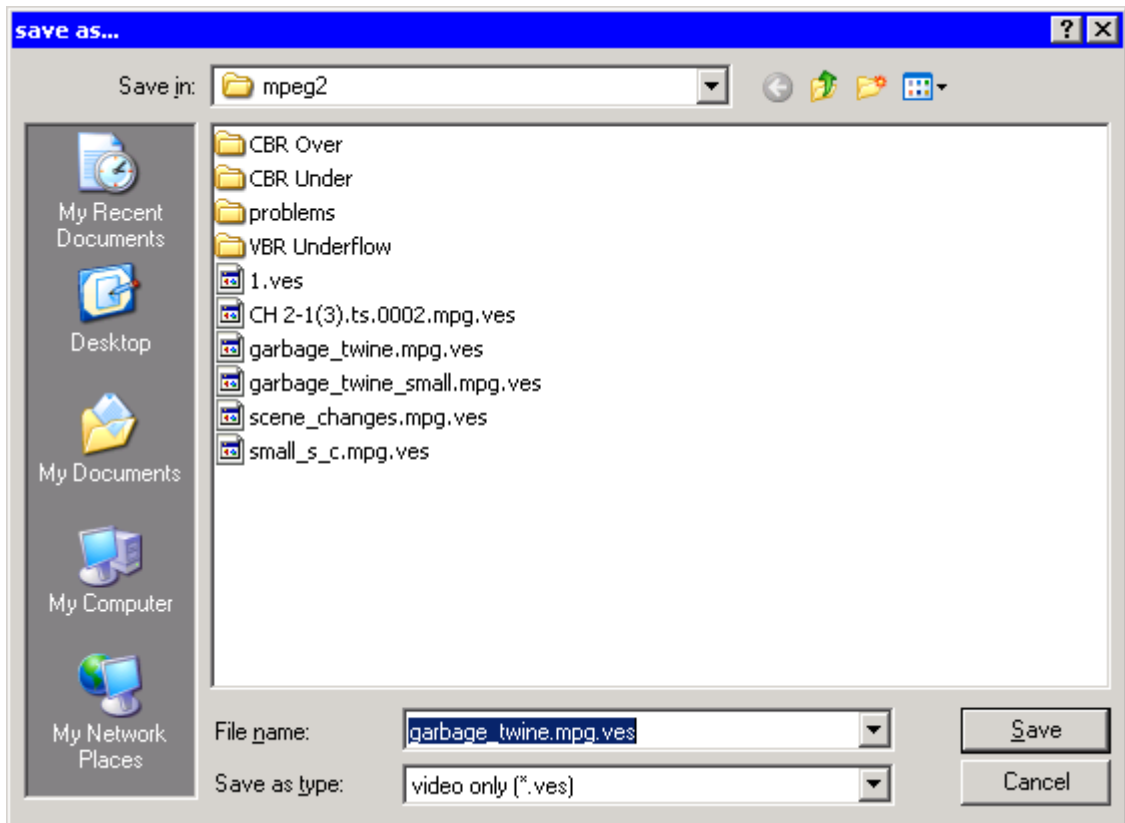 save as...
Save in: mpeg2
My Recent
Documents
Desktop
My Documents
My Computer
My Network
Places
CBR Over
CBR Under
problems
VBR Underflow
1.ves
CH 2-1(3).ts.0002.mpg.ves
garbage_twine.mpg.ves
garbage_twine_small.mpg.ves
scene_changes.mpg.ves
small_s_c.mpg.ves
File name: garbage_twine.mpg.ves Save
Save as type: video only (*.ves) Cancel